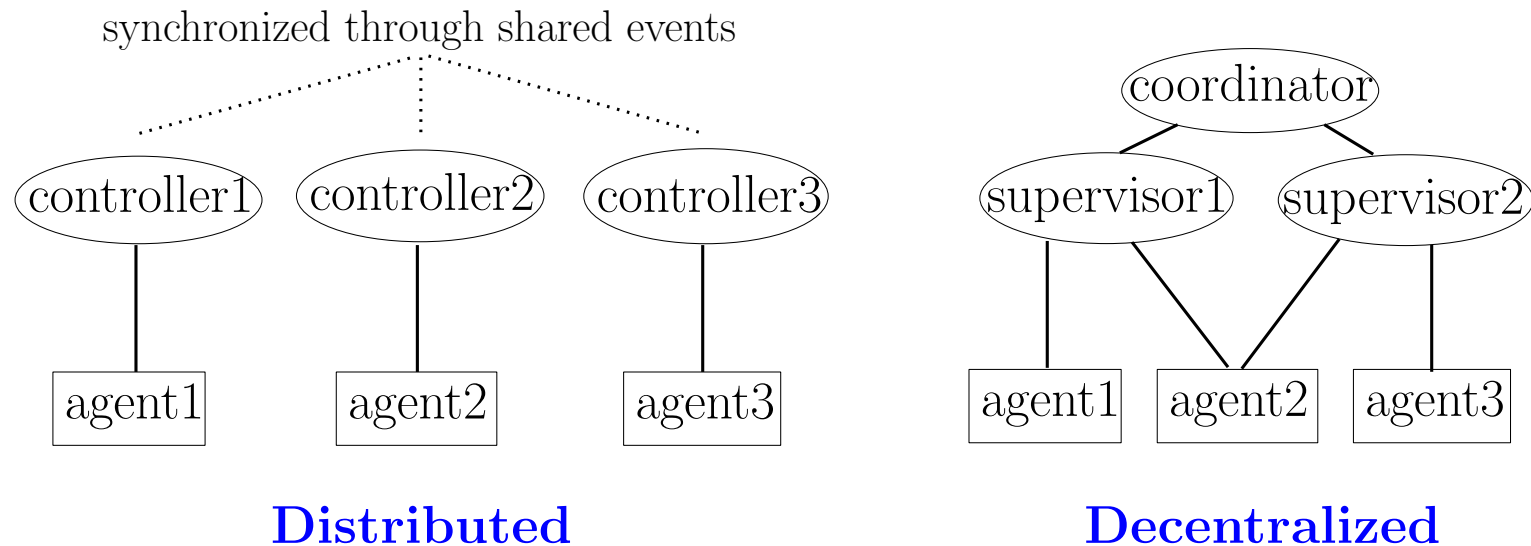 synchronized through shared events
controller1
controller2
controller3
agent1
agent2
agent3
Distributed
coordinator
supervisor1
supervisor2
agent1
agent2
agent3
Decentralized